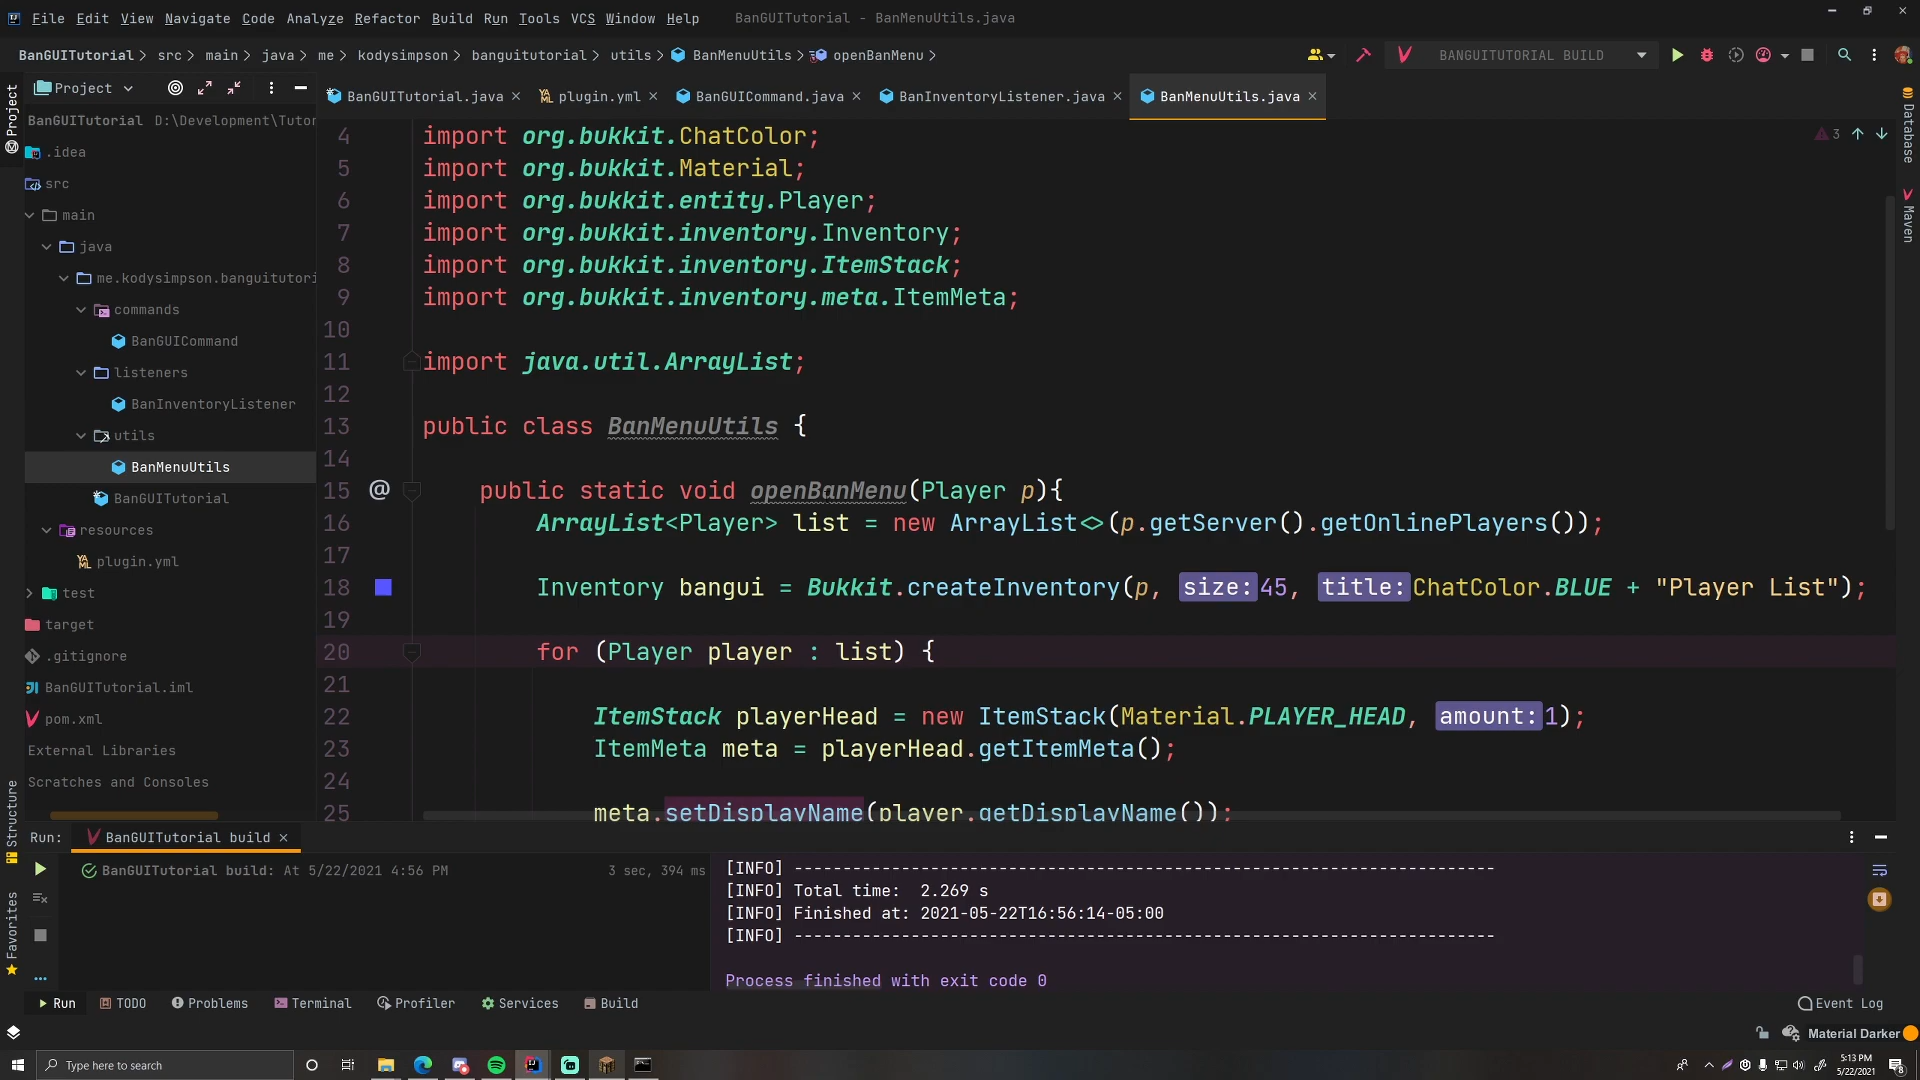 File Edit View Navigate Code Analyze Refactor Build Run Tools VCS Window Help BanGUITutorial - BanMenuUtils.java
BanGUITutorial > src > main > java > me > kodysimpson > banguitutorial > utils > BanMenuUtils > openBanMenu > BANGUITUTORIAL BUILD
Project
BanGUITutorial.java × plugin.yml × BanGUICommand.java × BanInventoryListener.java × BanMenuUtils.java ×
Project
Database
Maven
Structure
Favorites
BanGUITutorial D:\Development\Tutor
.idea
src
main
java
me.kodysimpson.banguitutori
commands
BanGUICommand
listeners
BanInventoryListener
utils
BanMenuUtils
BanGUITutorial
resources
plugin.yml
test
target
.gitignore
BanGUITutorial.iml
pom.xml
External Libraries
Scratches and Consoles
3
4 import org.bukkit.ChatColor;
5 import org.bukkit.Material;
6 import org.bukkit.entity.Player;
7 import org.bukkit.inventory.Inventory;
8 import org.bukkit.inventory.ItemStack;
9 import org.bukkit.inventory.meta.ItemMeta;
10
11 import java.util.ArrayList;
12
13 public class BanMenuUtils {
14
15 @ public static void openBanMenu(Player p){
16 ArrayList<Player> list = new ArrayList<>(p.getServer().getOnlinePlayers());
17
18 Inventory bangui = Bukkit.createInventory(p, size: 45, title: ChatColor.BLUE + "Player List");
19
20 for (Player player : list) {
21
22 ItemStack playerHead = new ItemStack(Material.PLAYER_HEAD, amount: 1);
23 ItemMeta meta = playerHead.getItemMeta();
24
25 meta.setDisplayName(player.getDisplayName());
Run: BanGUITutorial build ×
BanGUITutorial build: At 5/22/2021 4:56 PM 3 sec, 394 ms
[INFO] ------------------------------------------------------------------------
[INFO] Total time:  2.269 s
[INFO] Finished at: 2021-05-22T16:56:14-05:00
[INFO] ------------------------------------------------------------------------
Process finished with exit code 0
Run TODO Problems Terminal Profiler Services Build Event Log
Material Darker
Type here to search
5:13 PM
5/22/2021
8